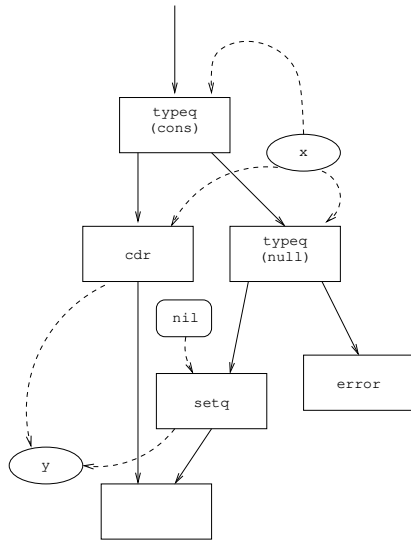 typeq
(cons)
x
cdr
typeq
(null)
nil
error
setq
y